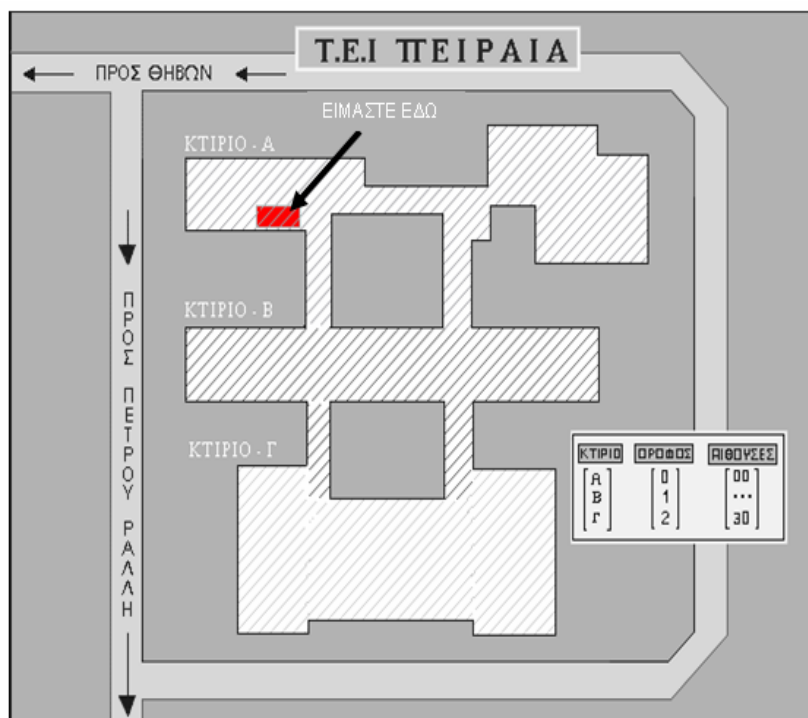 Τ.Ε.Ι ΠΕΙΡΑΙΑ
ΠΡΟΣ ΘΗΒΩΝ
ΕΙΜΑΣΤΕ ΕΔΩ
ΚΤΙΡΙΟ - Α
ΚΤΙΡΙΟ - Β
ΚΤΙΡΙΟ - Γ
ΠΡΟΣ ΠΕΤΡΟΥ ΡΑΛΛΗ
ΚΤΙΡΙΟ ΟΡΟΦΟΣ ΑΙΘΟΥΣΕΣ
Α 0 00
Β 1 ...
Γ 2 30